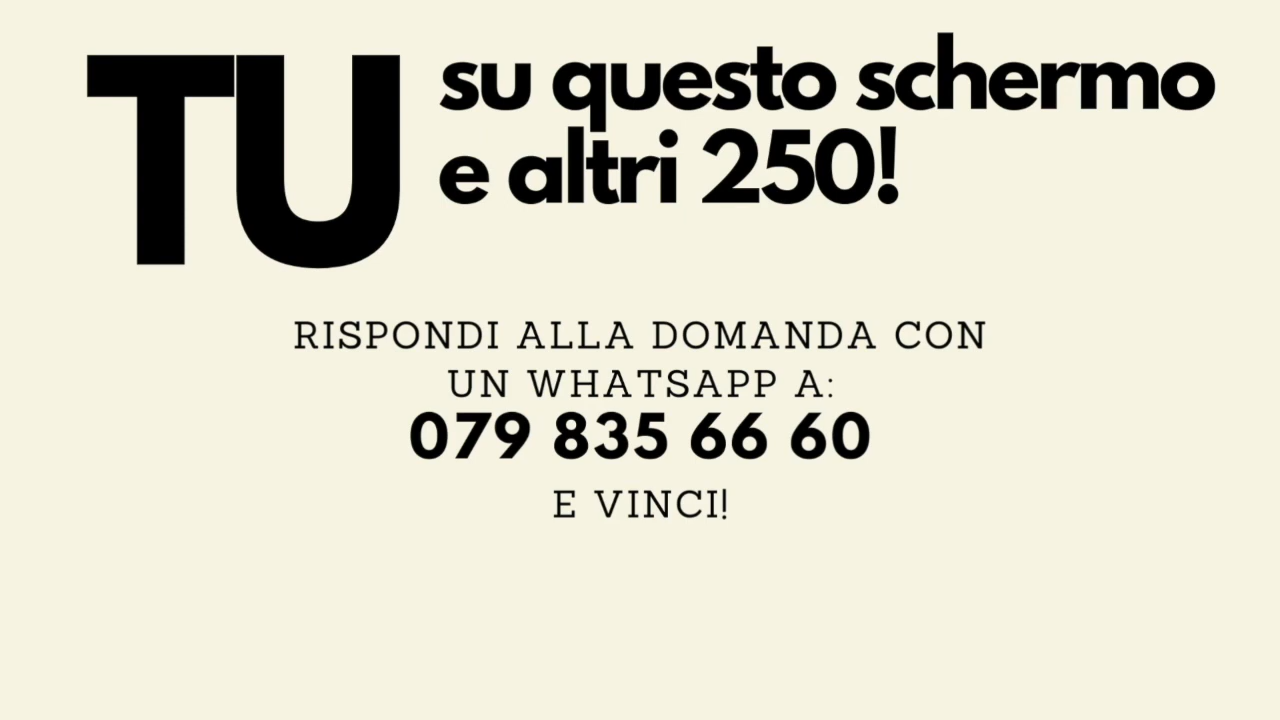 TU
su questo schermo
e altri 250!
RISPONDI ALLA DOMANDA CON
UN WHATSAPP A:
079 835 66 60
E VINCI!